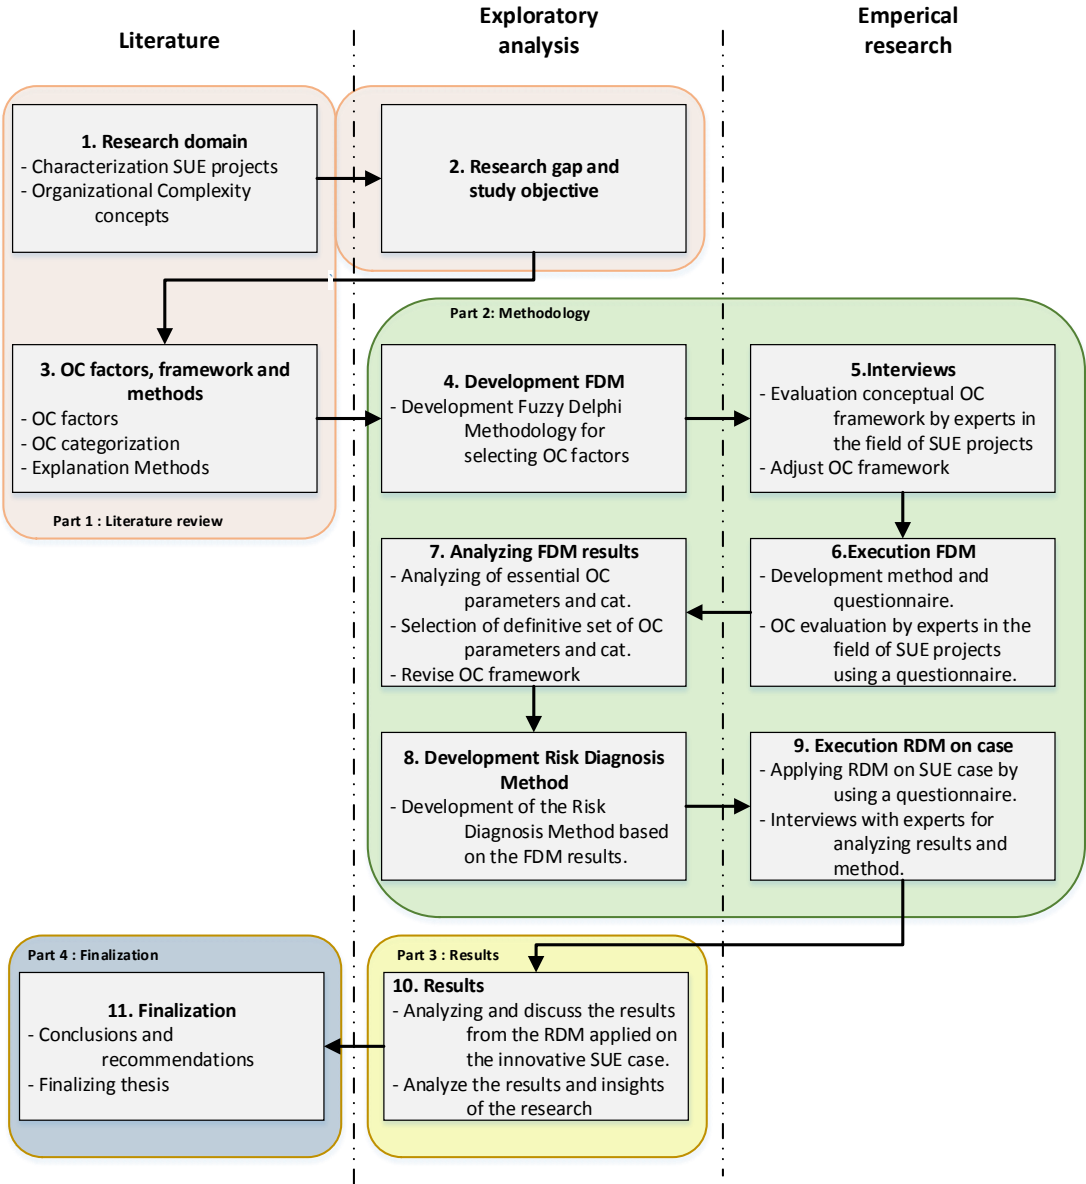 Literature
Exploratory
analysis
Emperical
research
1. Research domain
- Characterization SUE projects
- Organizational Complexity
concepts
2. Research gap and
study objective
3. OC factors, framework and
methods
- OC factors
- OC categorization
- Explanation Methods
Part 1 : Literature review
Part 2: Methodology
4. Development FDM
- Development Fuzzy Delphi
Methodology for
selecting OC factors
5.Interviews
- Evaluation conceptual OC
framework by experts in
the field of SUE projects
- Adjust OC framework
7. Analyzing FDM results
- Analyzing of essential OC
parameters and cat.
- Selection of definitive set of OC
parameters and cat.
- Revise OC framework
6.Execution FDM
- Development method and
questionnaire.
- OC evaluation by experts in the
field of SUE projects
using a questionnaire.
8. Development Risk Diagnosis
Method
- Development of the Risk
Diagnosis Method based
on the FDM results.
9. Execution RDM on case
- Applying RDM on SUE case by
using a questionnaire.
- Interviews with experts for
analyzing results and
method.
Part 4 : Finalization
11. Finalization
- Conclusions and
recommendations
- Finalizing thesis
Part 3 : Results
10. Results
- Analyzing and discuss the results
from the RDM applied on
the innovative SUE case.
- Analyze the results and insights
of the research